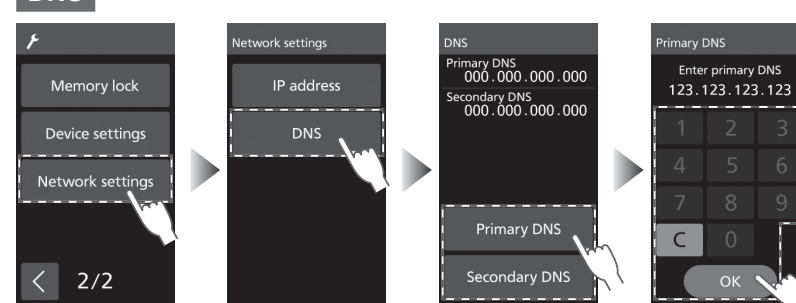 DNS
Memory lock
Device settings
Network settings
2/2
Network settings
IP address
DNS
DNS
Primary DNS
000.000.000.000
Secondary DNS
000.000.000.000
Primary DNS
Secondary DNS
Primary DNS
Enter primary DNS
123.123.123.123
1 2 3
4 5 6
7 8 9
C 0
OK